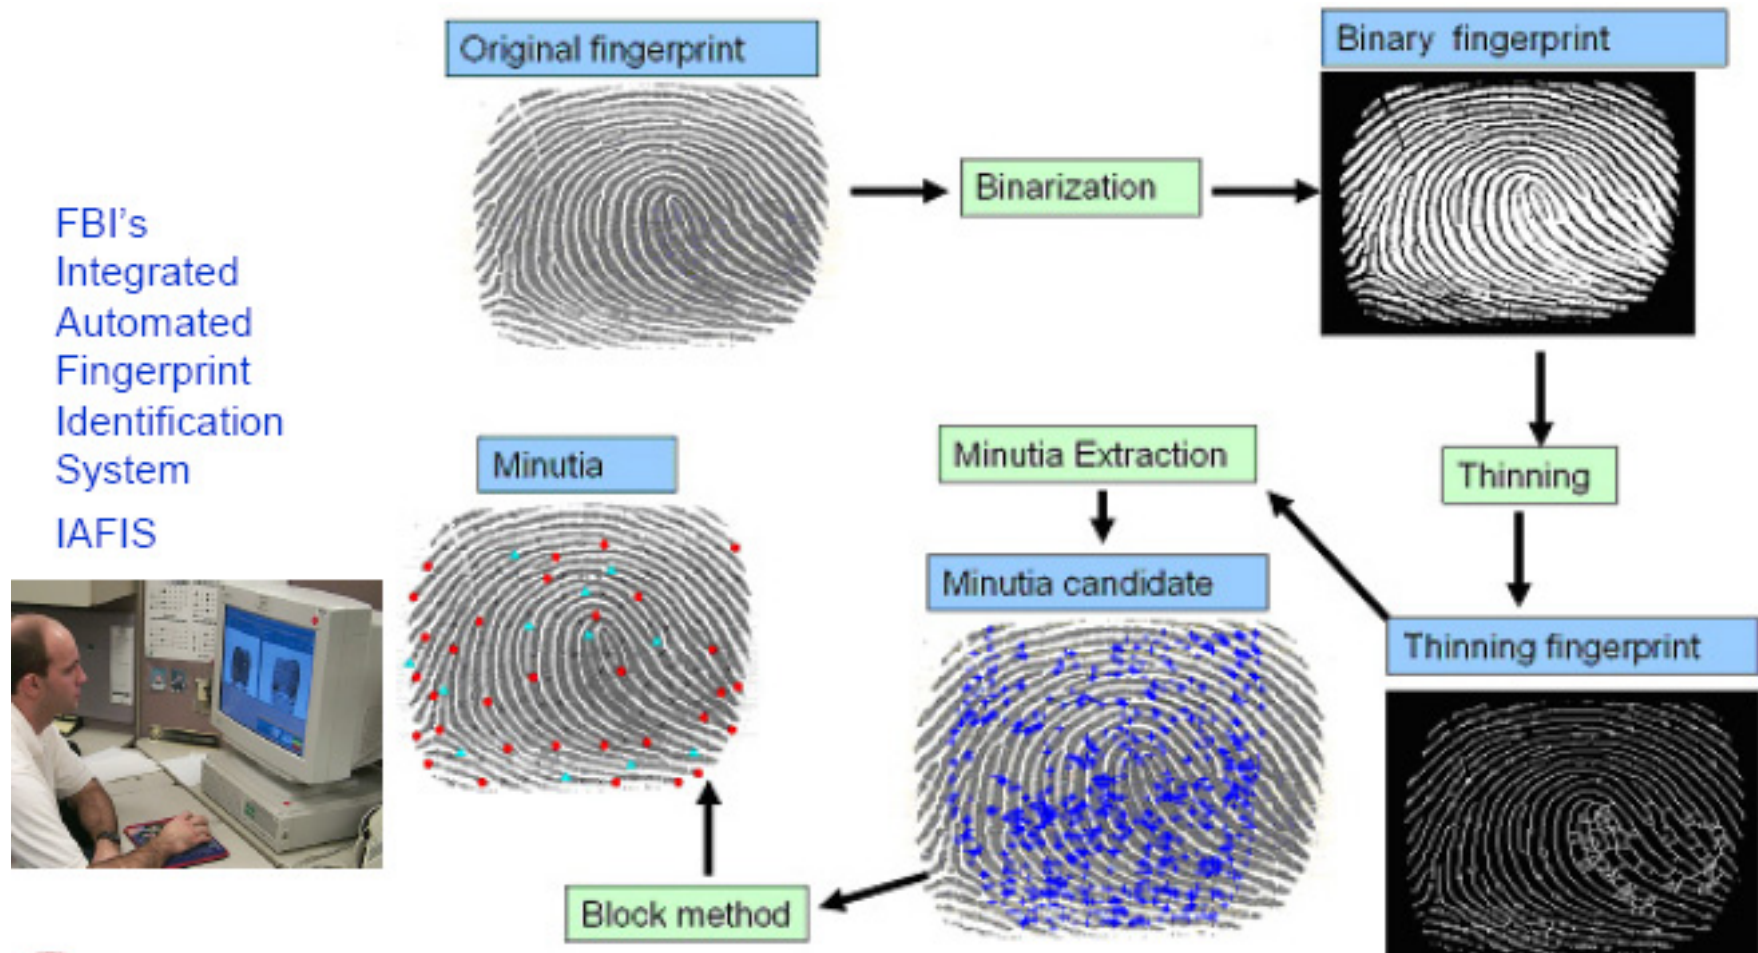 Original fingerprint
Binary  fingerprint
Binarization
FBI's
Integrated
Automated
Fingerprint
Identification
System
IAFIS
Minutia
Minutia Extraction
Thinning
Minutia candidate
Thinning fingerprint
Block method